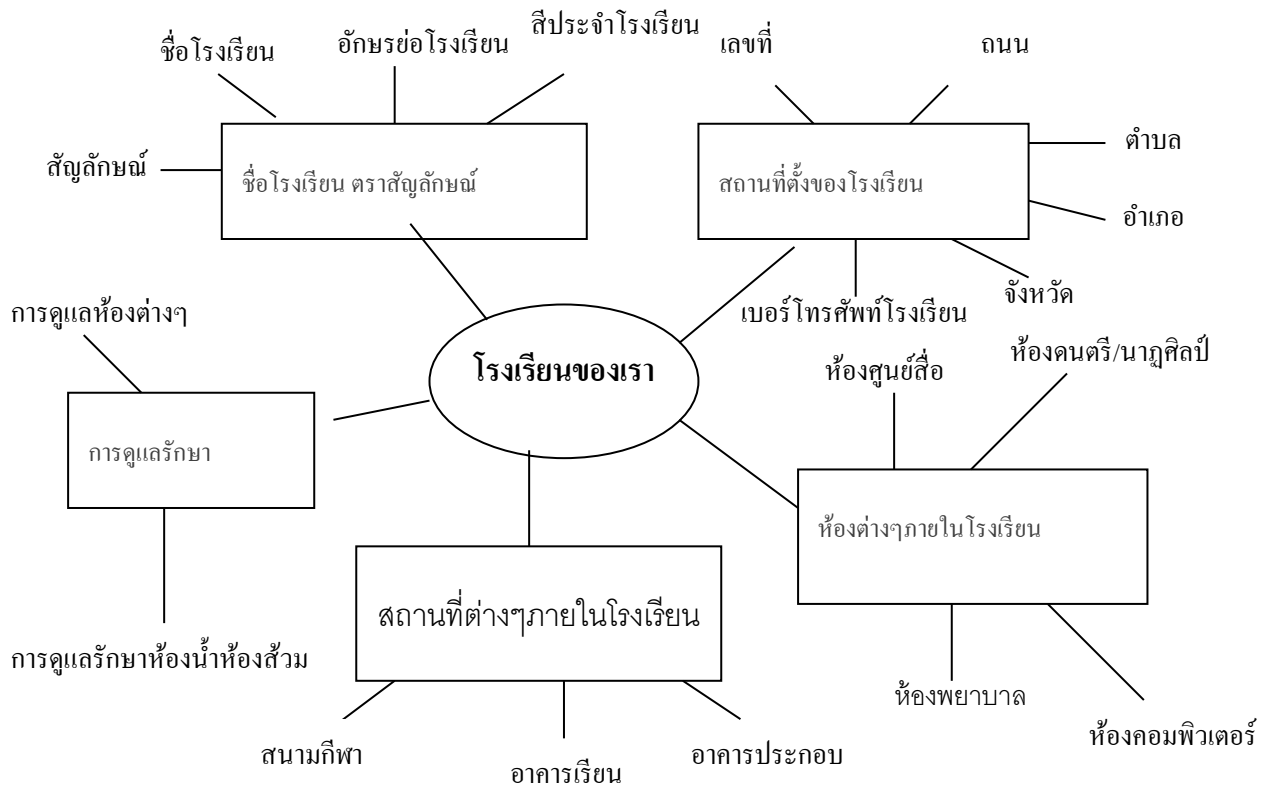 สีประจำโรงเรียน
ชื่อโรงเรียน
อักษรย่อโรงเรียน
เลขที่
ถนน
สัญลักษณ์
ชื่อโรงเรียน ตราสัญลักษณ์
สถานที่ตั้งของโรงเรียน
ตำบล
อำเภอ
จังหวัด
เบอร์โทรศัพท์โรงเรียน
การดูแลห้องต่างๆ
โรงเรียนของเรา
ห้องศูนย์สื่อ
ห้องดนตรี/นาฏศิลป์
การดูแลรักษา
ห้องต่างๆภายในโรงเรียน
สถานที่ต่างๆภายในโรงเรียน
การดูแลรักษาห้องน้ำห้องส้วม
ห้องพยาบาล
ห้องคอมพิวเตอร์
สนามกีฬา
อาคารเรียน
อาคารประกอบ